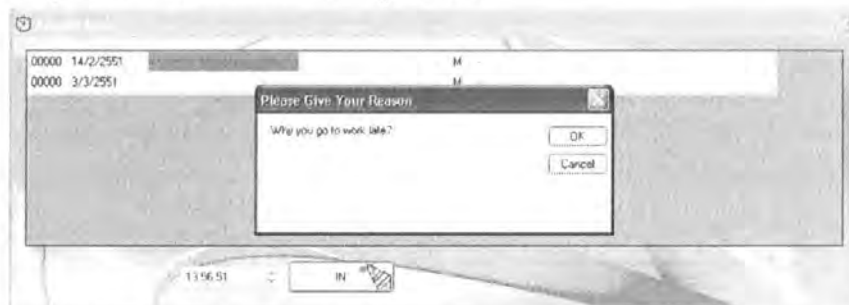 00000 14/2/2551 M
00000 3/3/2551 M
Please Give Your Reason
Why you go to work late?
OK
Cancel
13:56:51
IN